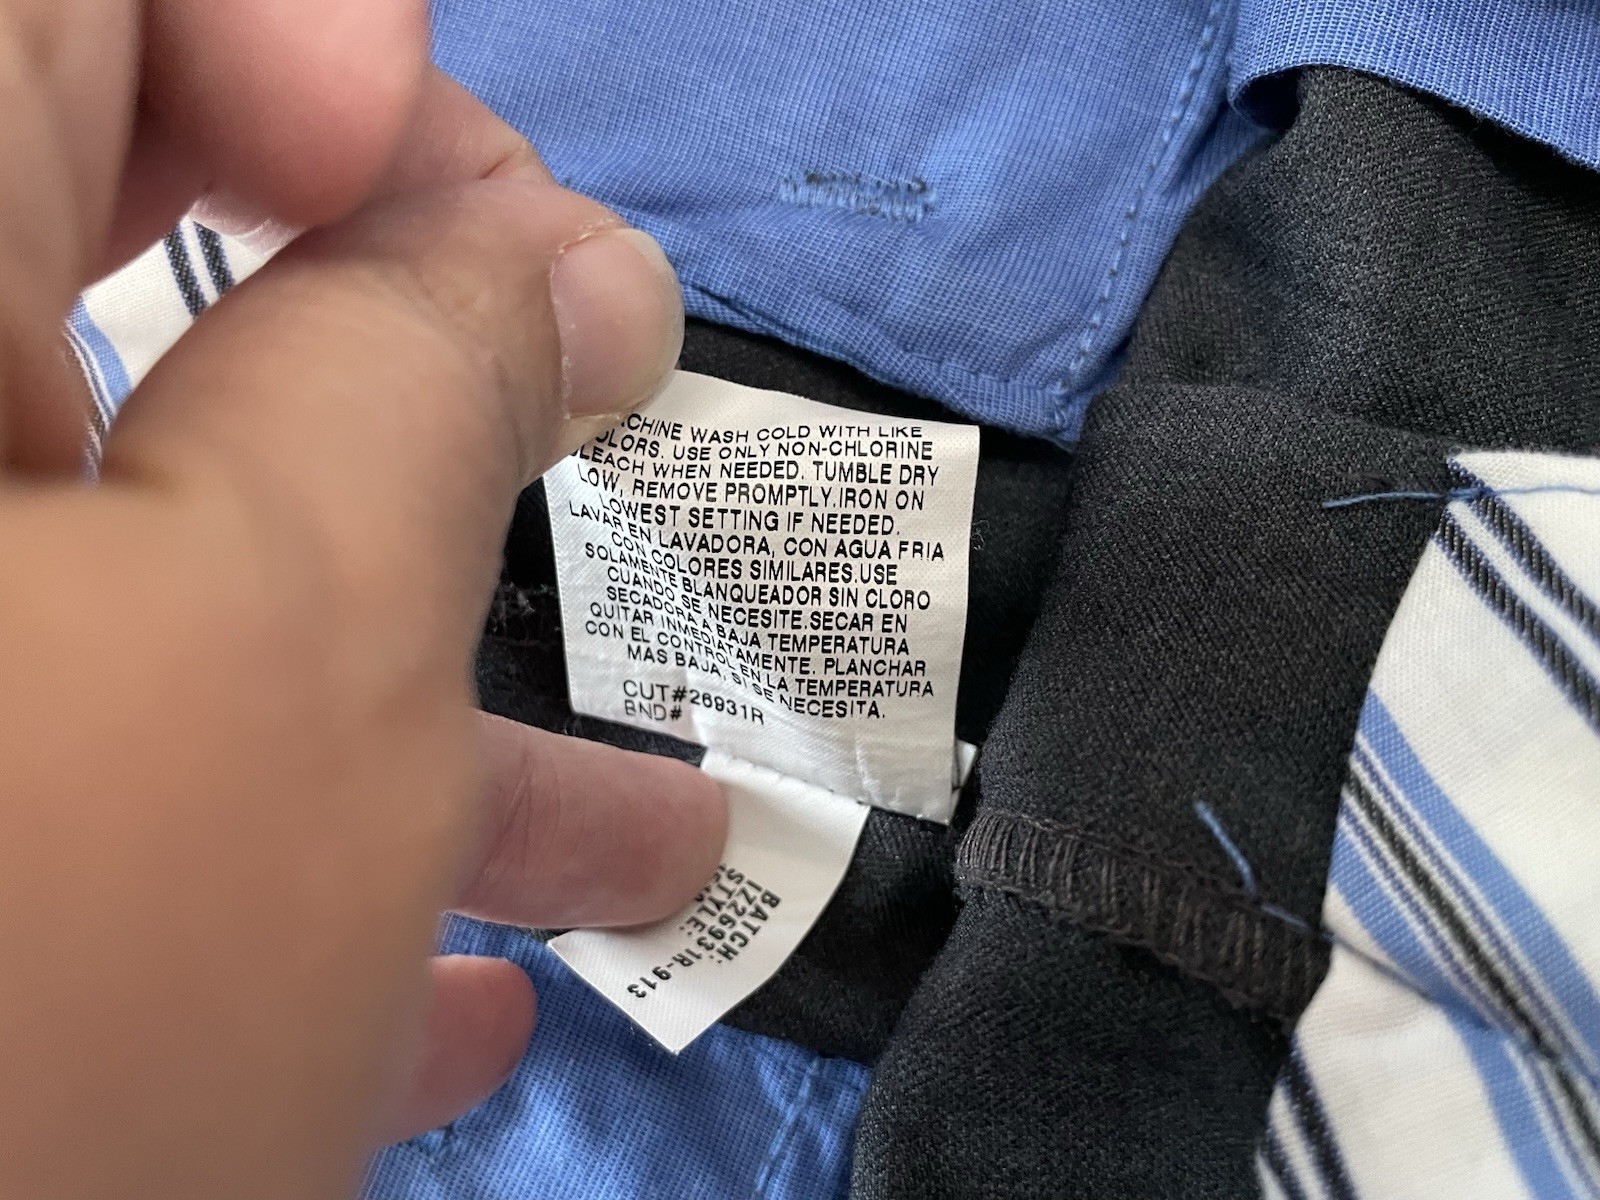 CHINE WASH COLD WITH LIKE
COLORS. USE ONLY NON-CHLORINE
BLEACH WHEN NEEDED. TUMBLE DRY
LOW, REMOVE PROMPTLY.IRON ON
LOWEST SETTING IF NEEDED.
LAVAR EN LAVADORA, CON AGUA FRIA
CON COLORES SIMILARES.USE
SOLAMENTE BLANQUEADOR SIN CLORO
CUANDO SE NECESITE.SECAR EN
SECADORA A BAJA TEMPERATURA
QUITAR INMEDIATAMENTE. PLANCHAR
CON EL CONTROL EN LA TEMPERATURA
MAS BAJA, SI SE NECESITA.
CUT#26931R
BND#
BATCH:
IZ26931R-913
STYLE: